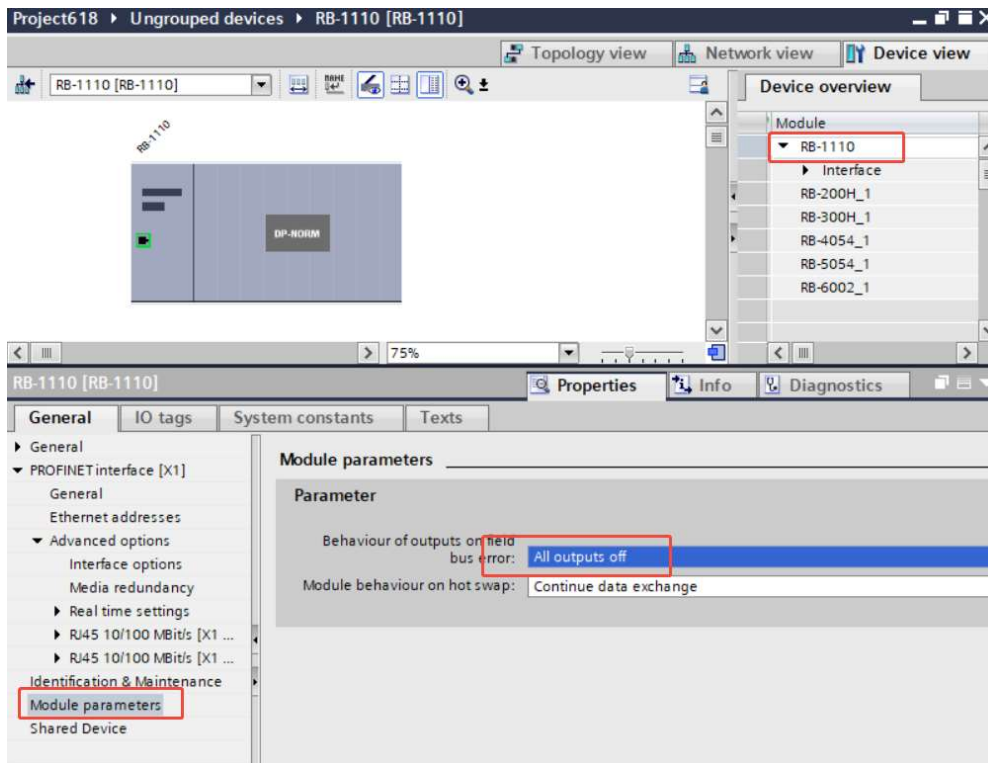 Project618 ▸ Ungrouped devices ▸ RB-1110 [RB-1110]
Topology view
Network view
Device view
RB-1110 [RB-1110]
Device overview
RB-1110
DP-NORM
Module
RB-1110
Interface
RB-200H_1
RB-300H_1
RB-4054_1
RB-5054_1
RB-6002_1
75%
RB-1110 [RB-1110]
Properties
Info
Diagnostics
General
IO tags
System constants
Texts
General
PROFINET interface [X1]
General
Ethernet addresses
Advanced options
Interface options
Media redundancy
Real time settings
RJ45 10/100 MBit/s [X1 ...
RJ45 10/100 MBit/s [X1 ...
Identification & Maintenance
Module parameters
Shared Device
Module parameters
Parameter
Behaviour of outputs on field
bus error:
All outputs off
Module behaviour on hot swap:
Continue data exchange